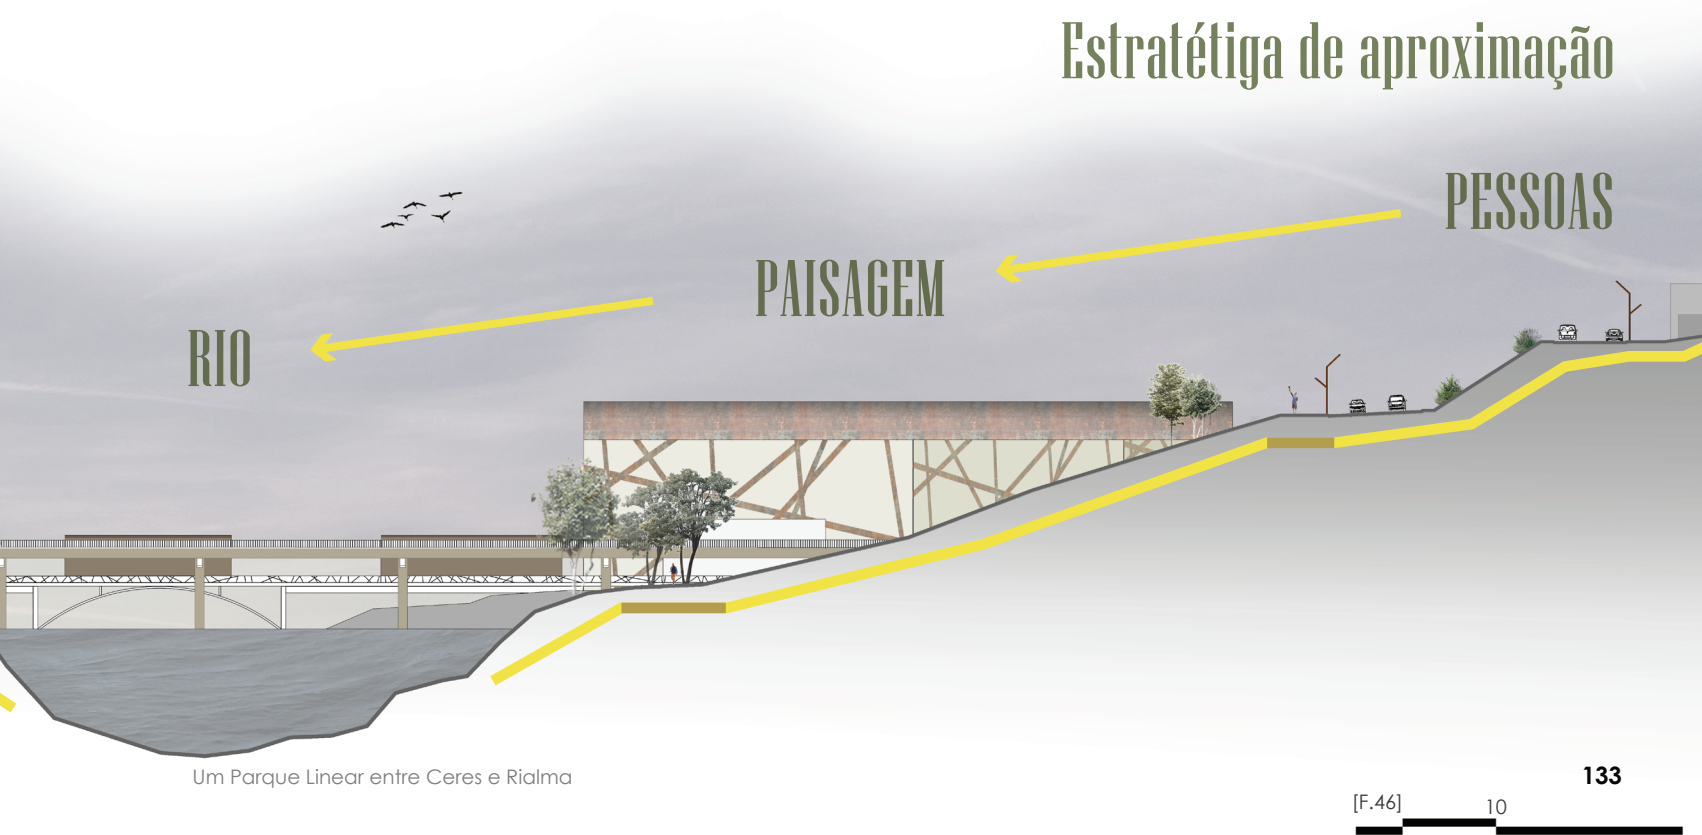 Estratétiga de aproximação
PESSOAS
PAISAGEM
RIO
Um Parque Linear entre Ceres e Rialma
133
[F.46]
10